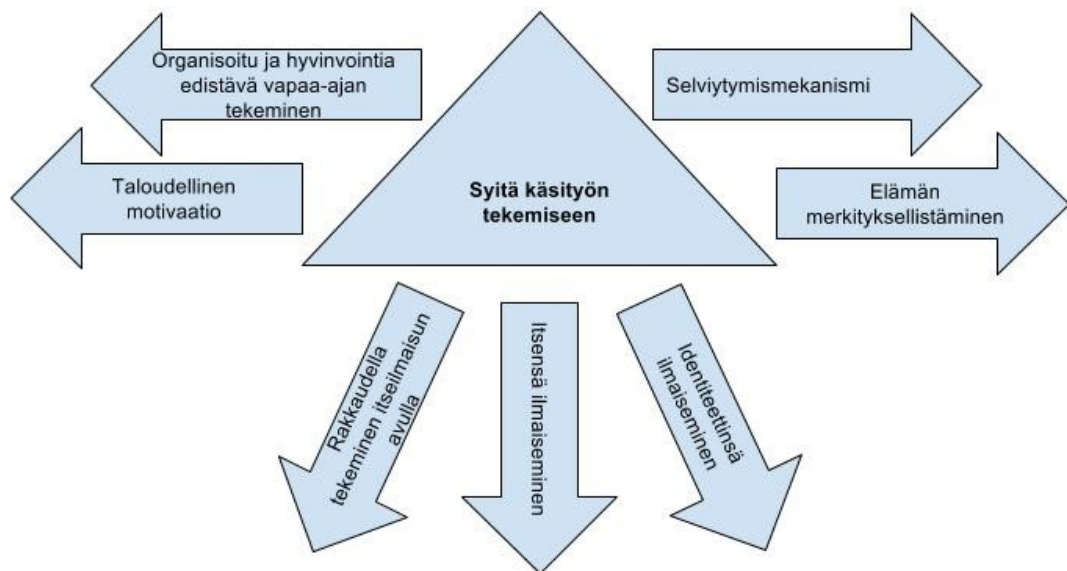 Organisoitu ja hyvinvointia
edistävä vapaa-ajan
tekeminen
Selviytymismekanismi
Taloudellinen
motivaatio
Syitä käsityön
tekemiseen
Elämän
merkityksellistäminen
Rakkaudella
tekeminen itseilmaisun
avulla
Itsensä ilmaiseminen
Identiteettinsä
ilmaiseminen